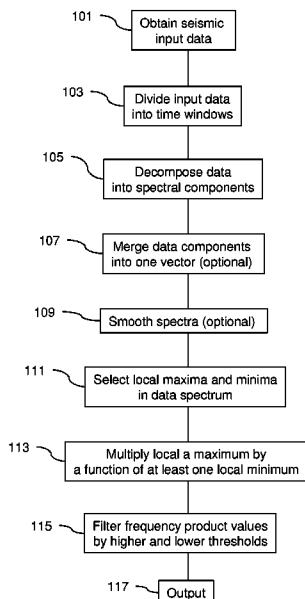 101
Obtain seismic
input data
103
Divide input data
into time windows
105
Decompose data
into spectral components
107
Merge data components
into one vector (optional)
109
Smooth spectra (optional)
111
Select local maxima and minima
in data spectrum
113
Multiply local a maximum by
a function of at least one local minimum
115
Filter frequency product values
by higher and lower thresholds
117
Output